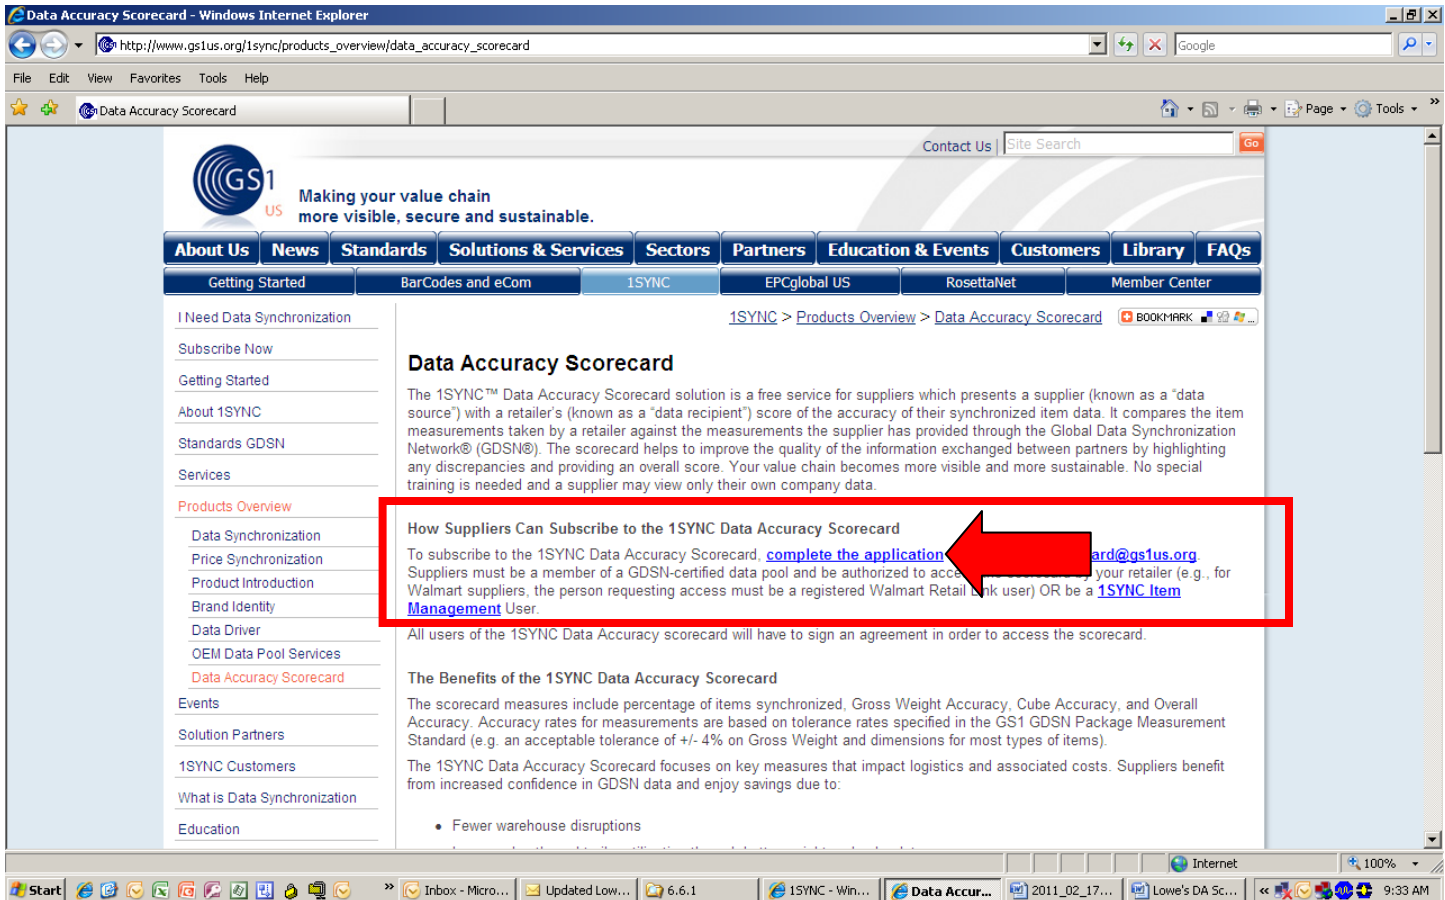 Data Accuracy Scorecard - Windows Internet Explorer
http://www.gs1us.org/1sync/products_overview/data_accuracy_scorecard
Google
File Edit View Favorites Tools Help
Data Accuracy Scorecard
Page Tools
Contact Us | Site Search Go
GS1 US
Making your value chain
more visible, secure and sustainable.
About Us News Standards Solutions & Services Sectors Partners Education & Events Customers Library FAQs
Getting Started BarCodes and eCom 1SYNC EPCglobal US RosettaNet Member Center
1SYNC > Products Overview > Data Accuracy Scorecard BOOKMARK
I Need Data Synchronization
Subscribe Now
Getting Started
About 1SYNC
Standards GDSN
Services
Products Overview
Data Synchronization
Price Synchronization
Product Introduction
Brand Identity
Data Driver
OEM Data Pool Services
Data Accuracy Scorecard
Events
Solution Partners
1SYNC Customers
What is Data Synchronization
Education
Data Accuracy Scorecard
The 1SYNC™ Data Accuracy Scorecard solution is a free service for suppliers which presents a supplier (known as a "data
source") with a retailer's (known as a "data recipient") score of the accuracy of their synchronized item data. It compares the item
measurements taken by a retailer against the measurements the supplier has provided through the Global Data Synchronization
Network® (GDSN®). The scorecard helps to improve the quality of the information exchanged between partners by highlighting
any discrepancies and providing an overall score. Your value chain becomes more visible and more sustainable. No special
training is needed and a supplier may view only their own company data.
How Suppliers Can Subscribe to the 1SYNC Data Accuracy Scorecard
To subscribe to the 1SYNC Data Accuracy Scorecard, complete the application ard@gs1us.org.
Suppliers must be a member of a GDSN-certified data pool and be authorized to by your retailer (e.g., for
Walmart suppliers, the person requesting access must be a registered Walmart Retail Link user) OR be a 1SYNC Item
Management User.
All users of the 1SYNC Data Accuracy scorecard will have to sign an agreement in order to access the scorecard.
The Benefits of the 1SYNC Data Accuracy Scorecard
The scorecard measures include percentage of items synchronized, Gross Weight Accuracy, Cube Accuracy, and Overall
Accuracy. Accuracy rates for measurements are based on tolerance rates specified in the GS1 GDSN Package Measurement
Standard (e.g. an acceptable tolerance of +/- 4% on Gross Weight and dimensions for most types of items).
The 1SYNC Data Accuracy Scorecard focuses on key measures that impact logistics and associated costs. Suppliers benefit
from increased confidence in GDSN data and enjoy savings due to:
• Fewer warehouse disruptions
Internet 100%
Start Inbox - Micro... Updated Low... 6.6.1 1SYNC - Win... Data Accur... 2011_02_17... Lowe's DA Sc... 9:33 AM